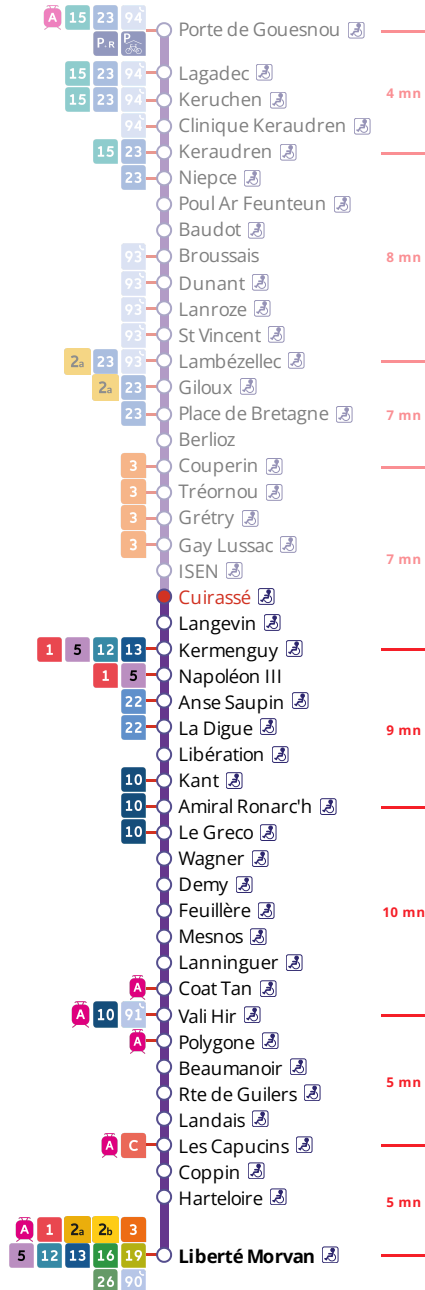 A 15 23 94 Porte de Gouesnou
P+R P
15 23 94 Lagadec
4 mn
15 23 94 Keruchen
94 Clinique Keraudren
15 23 Keraudren
23 Niepce
Poul Ar Feunteun
Baudot
93 Broussais 8 mn
93 Dunant
93 Lanroze
93 St Vincent
2a 23 93 Lambézellec
2a 23 Giloux
23 Place de Bretagne 7 mn
Berlioz
3 Couperin
3 Tréornou
3 Grétry
3 Gay Lussac
7 mn
ISEN
Cuirassé
Langevin
1 5 12 13 Kermenguy
1 5 Napoléon III
22 Anse Saupin
22 La Digue 9 mn
Libération
10 Kant
10 Amiral Ronarc'h
10 Le Greco
Wagner
Demy
Feuillère 10 mn
Mesnos
Lanninguer
A Coat Tan
A 10 91 Vali Hir
A Polygone
Beaumanoir
5 mn
Rte de Guilers
Landais
A C Les Capucins
Coppin
Harteloire 5 mn
A 1 2a 2b 3
5 12 13 16 19 Liberté Morvan
26 90